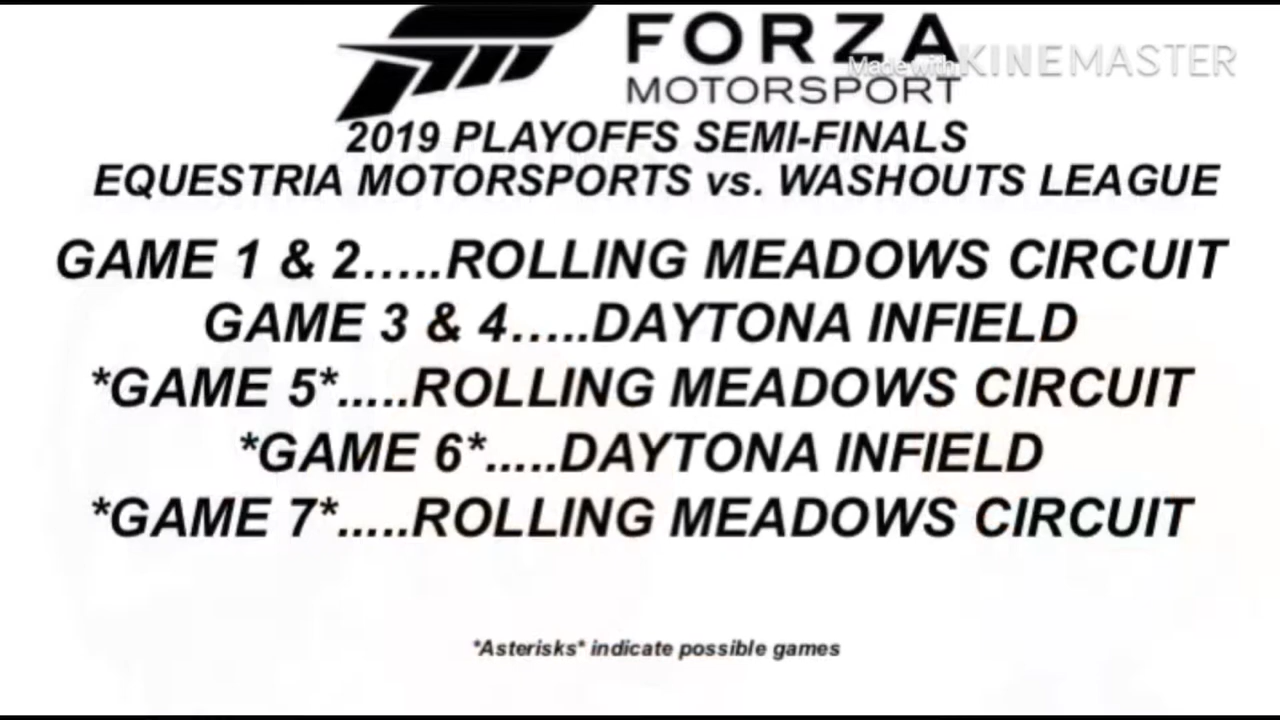 FORZA
MOTORSPORT
Made with KINEMASTER
2019 PLAYOFFS SEMI-FINALS
EQUESTRIA MOTORSPORTS vs. WASHOUTS LEAGUE
GAME 1 & 2.....ROLLING MEADOWS CIRCUIT
GAME 3 & 4.....DAYTONA INFIELD
*GAME 5*.....ROLLING MEADOWS CIRCUIT
*GAME 6*.....DAYTONA INFIELD
*GAME 7*.....ROLLING MEADOWS CIRCUIT
*Asterisks* indicate possible games